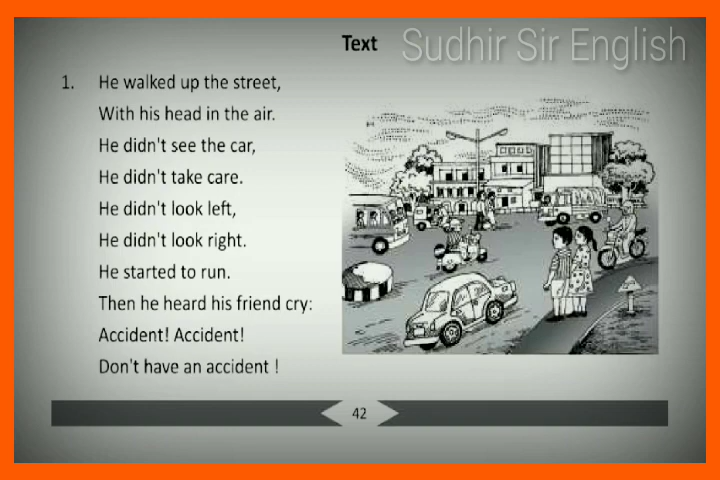 Text
Sudhir Sir English
1. He walked up the street,
With his head in the air.
He didn't see the car,
He didn't take care.
He didn't look left,
He didn't look right.
He started to run.
Then he heard his friend cry:
Accident! Accident!
Don't have an accident !
42